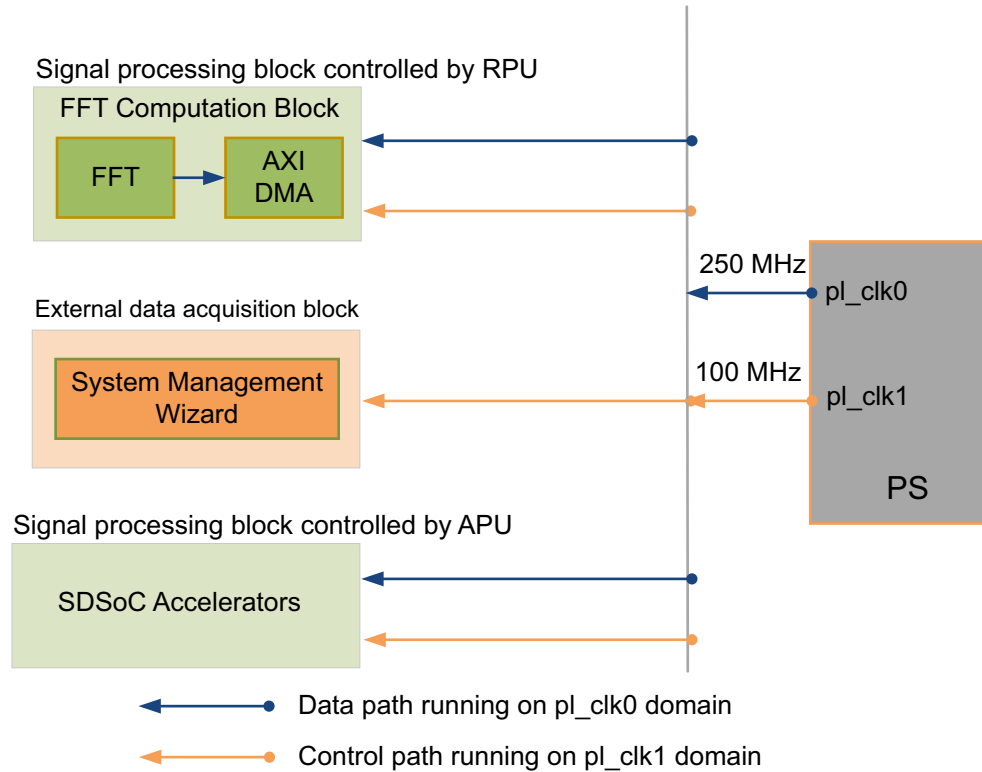 Signal processing block controlled by RPU
FFT Computation Block
FFT
AXI
DMA
250 MHz
pl_clk0
External data acquisition block
System Management
Wizard
100 MHz
pl_clk1
PS
Signal processing block controlled by APU
SDSoC Accelerators
Data path running on pl_clk0 domain
Control path running on pl_clk1 domain